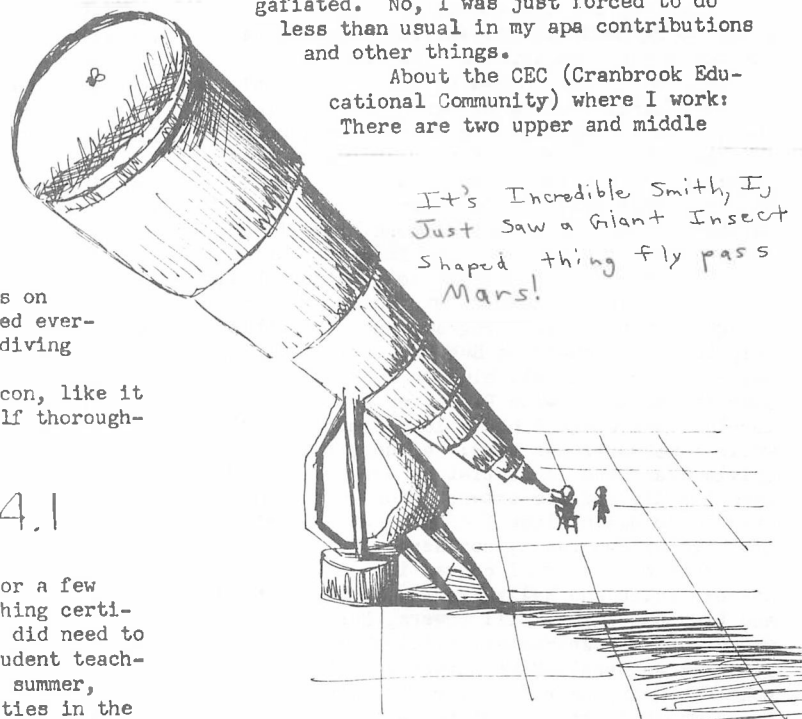 gafiated. No, I was just forced to do
less than usual in my apa contributions
and other things.
About the CEC (Cranbrook Edu-
cational Community) where I work:
There are two upper and middle
It's Incredible Smith, I,
Just Saw a Giant Insect
Shaped thing fly pass
Mars!
s on
ed ever-
diving
con, like it
lf thorough-
4.1
or a few
hing certi-
did need to
udent teach-
summer,
ties in the